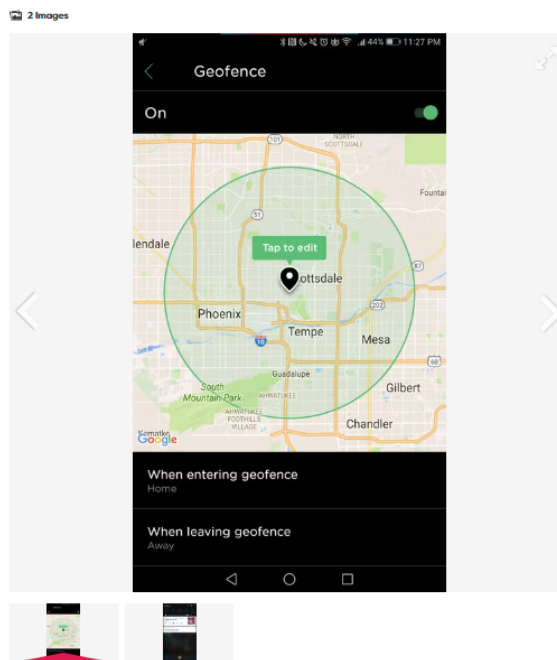 2 Images
44% 11:27 PM
Geofence
On
101
NORTH
SCOTTSDALE
51
Fountai
lendale
Tap to edit
87
ottsdale
202
Phoenix
Tempe
Mesa
10
60
Guadalupe
South
Mountain Park
AHWATUKEE
Gilbert
AHWATUKEE
FOOTHILLS
VILLAGE
Chandler
Komatke
Google
When entering geofence
Home
When leaving geofence
Away